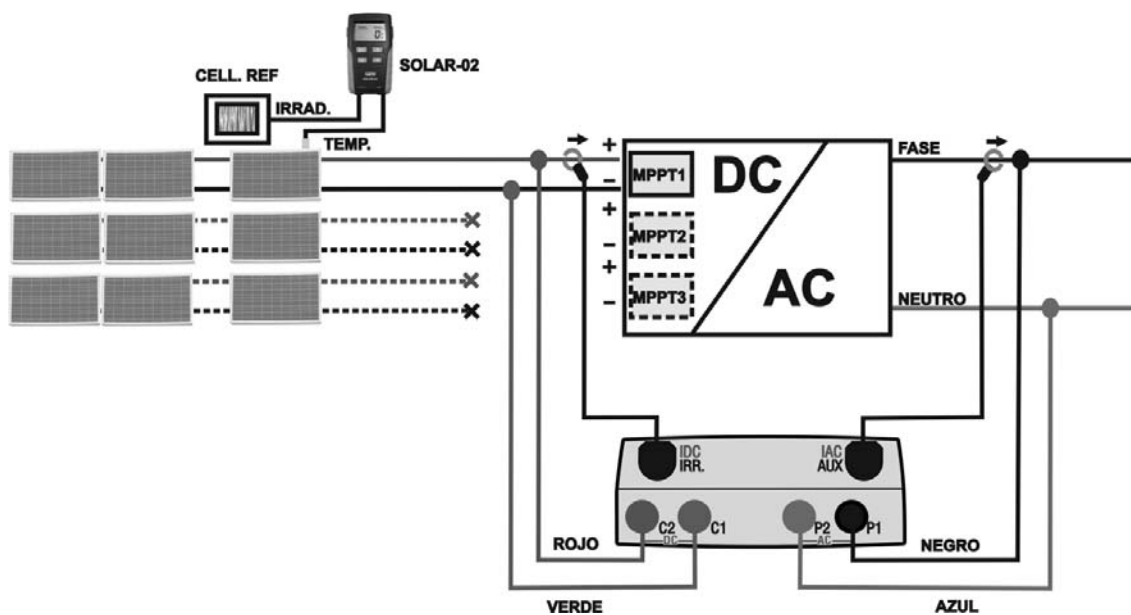 SOLAR-02
CELL. REF
IRRAD.
TEMP.
+
-
MPPT1
+
-
MPPT2
+
-
MPPT3
DC
AC
FASE
NEUTRO
IDC
IRR.
IAC
AUX
C2
C1
DC
P2
P1
AC
ROJO
VERDE
NEGRO
AZUL